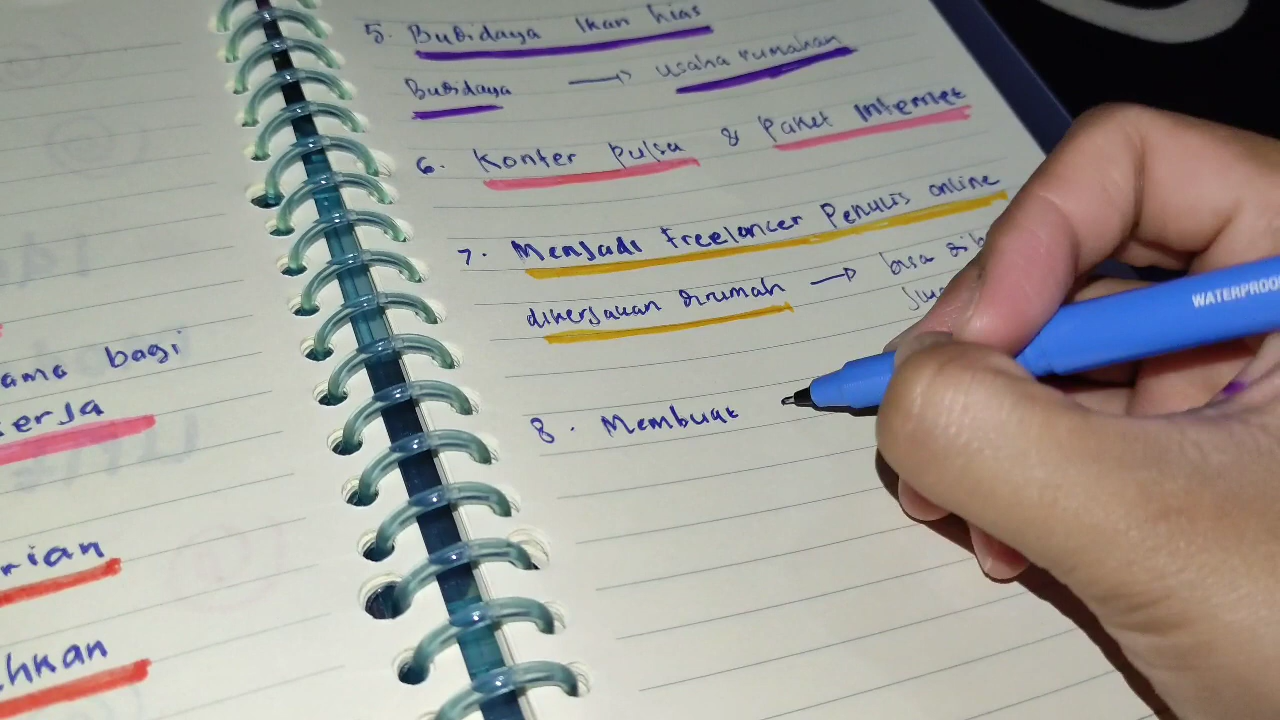 ama bagi
erja
rian
hkan
5. Budidaya Ikan hias
Budidaya → usaha rumahan
6. Konter pulsa & Paket Internet
7. Menjadi Freelancer Penulis online
dikerjakan dirumah → bisa
8. Membuat
WATERPROOF